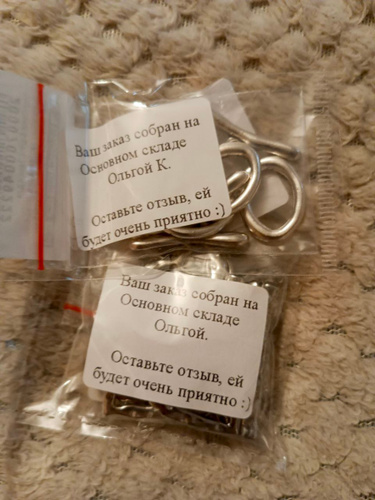 Ваш заказ собран на
Основном складе
Ольгой К.
Оставьте отзыв, ей
будет очень приятно :)
Ваш заказ собран на
Основном складе
Ольгой.
Оставьте отзыв, ей
будет очень приятно :)